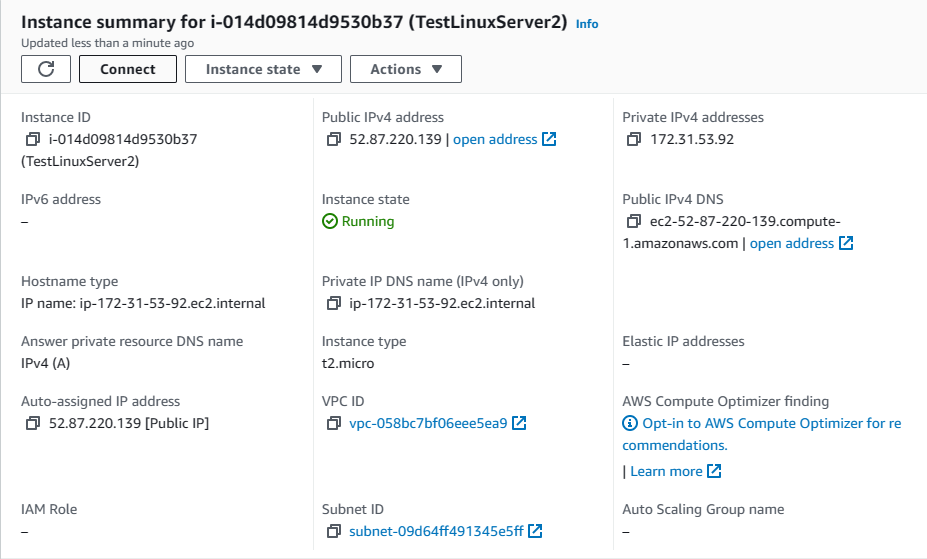 Instance summary for i-014d09814d9530b37 (TestLinuxServer2) Info
Updated less than a minute ago
Connect
Instance state
Actions
Instance ID
i-014d09814d9530b37
(TestLinuxServer2)
Public IPv4 address
52.87.220.139 | open address
Private IPv4 addresses
172.31.53.92
IPv6 address
–
Instance state
Running
Public IPv4 DNS
ec2-52-87-220-139.compute-
1.amazonaws.com | open address
Hostname type
IP name: ip-172-31-53-92.ec2.internal
Private IP DNS name (IPv4 only)
ip-172-31-53-92.ec2.internal
Answer private resource DNS name
IPv4 (A)
Instance type
t2.micro
Elastic IP addresses
–
Auto-assigned IP address
52.87.220.139 [Public IP]
VPC ID
vpc-058bc7bf06eee5ea9
AWS Compute Optimizer finding
Opt-in to AWS Compute Optimizer for re
commendations.
| Learn more
IAM Role
–
Subnet ID
subnet-09d64ff491345e5ff
Auto Scaling Group name
–